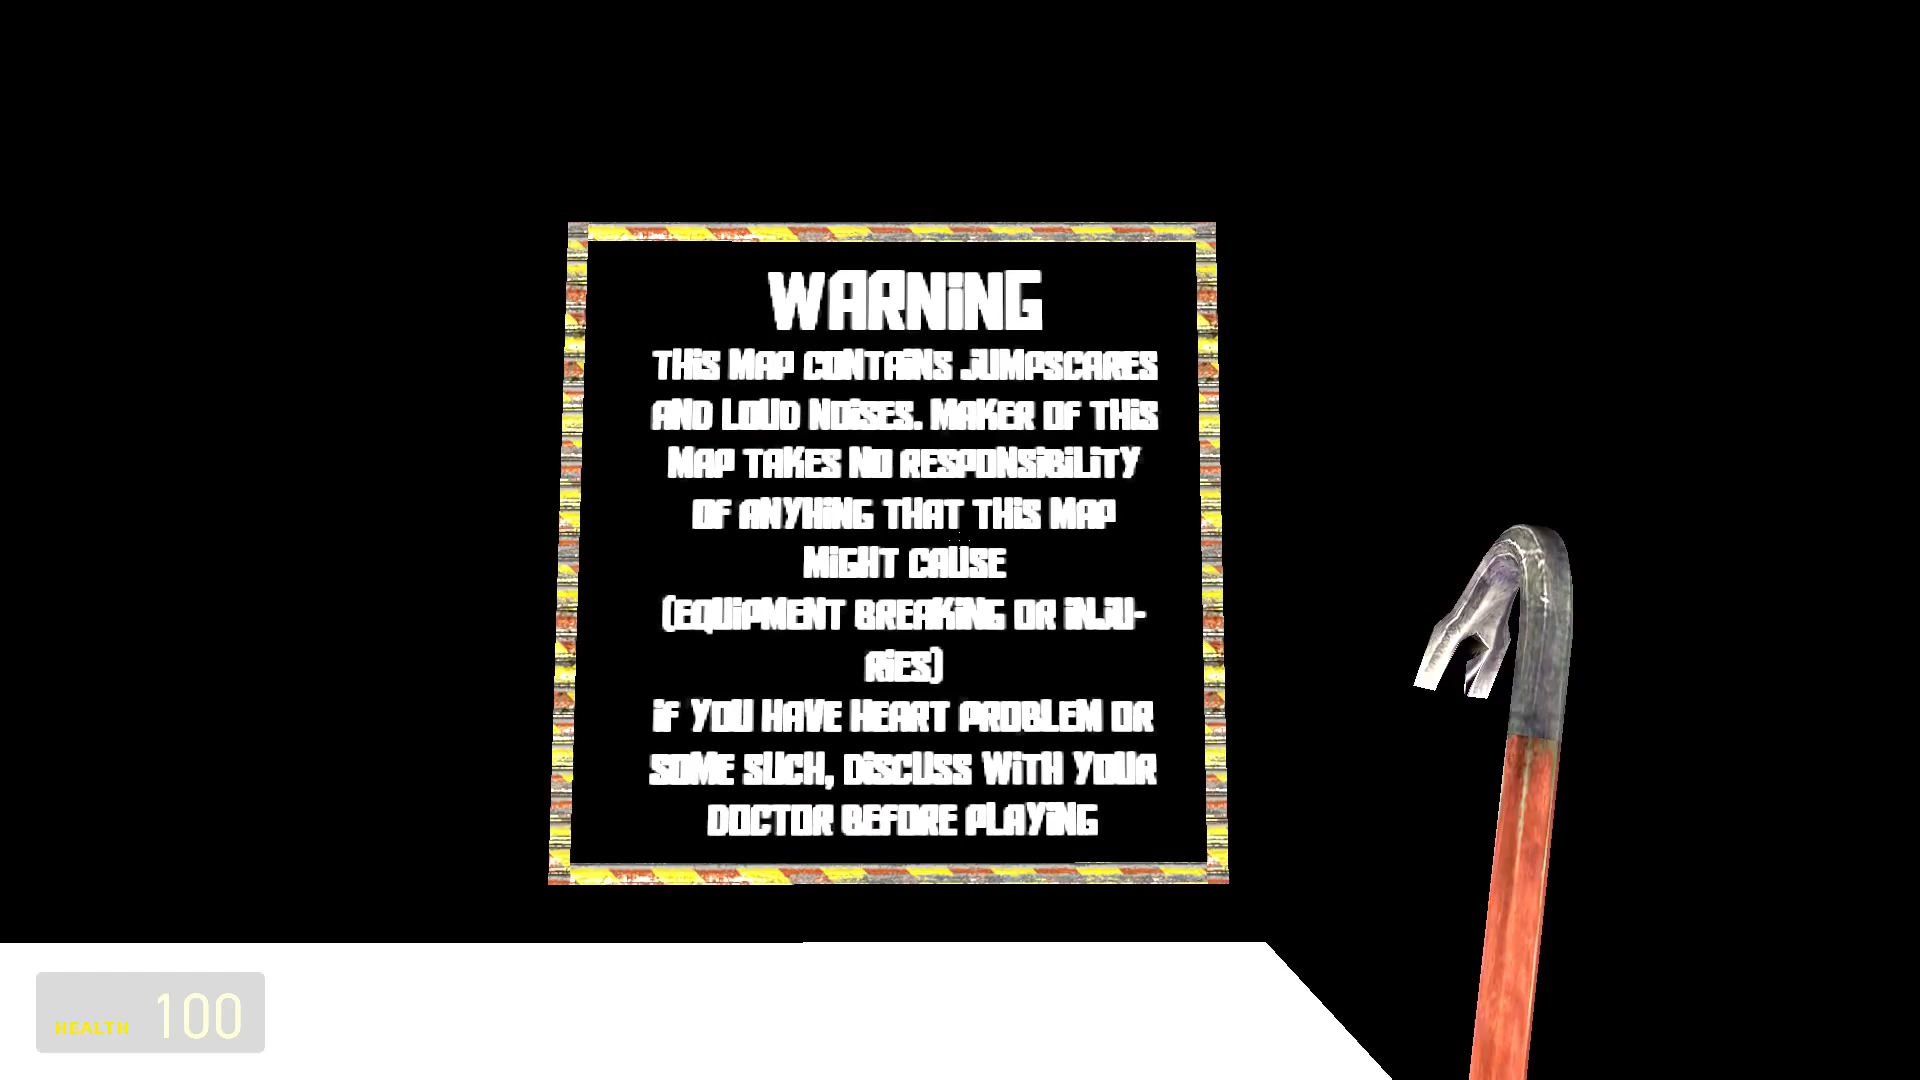 WARNiNG
THiS MAP CONTAiNS JUMPSCARES
AND LOUD NOiSES. MAKER OF THiS
MAP TAKES NO RESPONSiBiLiTY
OF ANYHiNG THAT THiS MAP
MiGHT CAUSE
(EQUiPMENT BREAKiNG OR iNJU-
RiES)
iF YOU HAVE HEART PROBLEM OR
SOME SUCH, DiSCUSS WiTH YOUR
DOCTOR BEFORE PLAYiNG
HEALTH 100